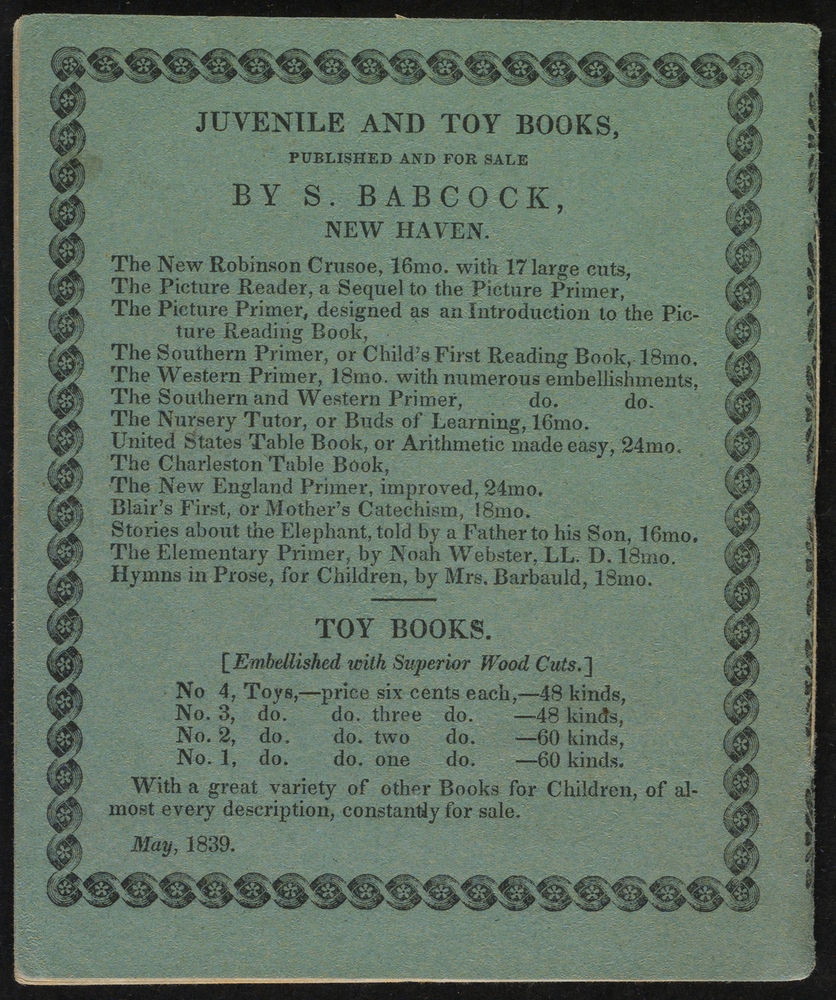 JUVENILE AND TOY BOOKS,
PUBLISHED AND FOR SALE
BY S. BABCOCK,
NEW HAVEN.
The New Robinson Crusoe, 16mo. with 17 large cuts,
The Picture Reader, a Sequel to the Picture Primer,
The Picture Primer, designed as an Introduction to the Pic-
ture Reading Book,
The Southern Primer, or Child's First Reading Book, 18mo.
The Western Primer, 18mo. with numerous embellishments,
The Southern and Western Primer, do. do.
The Nursery Tutor, or Buds of Learning, 16mo.
United States Table Book, or Arithmetic made easy, 24mo.
The Charleston Table Book,
The New England Primer, improved, 24mo.
Blair's First, or Mother's Catechism, 18mo.
Stories about the Elephant, told by a Father to his Son, 16mo.
The Elementary Primer, by Noah Webster, LL. D. 18mo.
Hymns in Prose, for Children, by Mrs. Barbauld, 18mo.
TOY BOOKS.
[Embellished with Superior Wood Cuts.]
No 4, Toys,—price six cents each,—48 kinds,
No. 3, do. do. three do. —48 kinds,
No. 2, do. do. two do. —60 kinds,
No. 1, do. do. one do. —60 kinds.
With a great variety of other Books for Children, of al-
most every description, constantly for sale.
May, 1839.